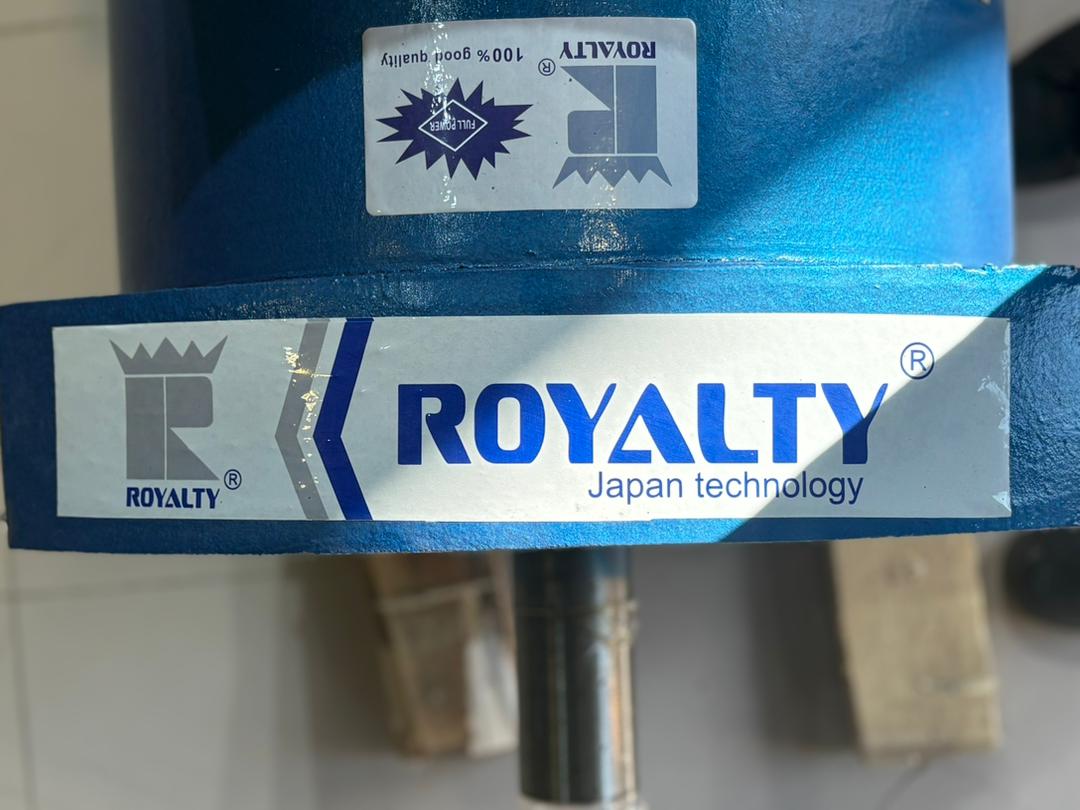 ROYALTY
®
100% good quality
FULL POWER
ROYALTY ®
ROYALTY ®
Japan technology